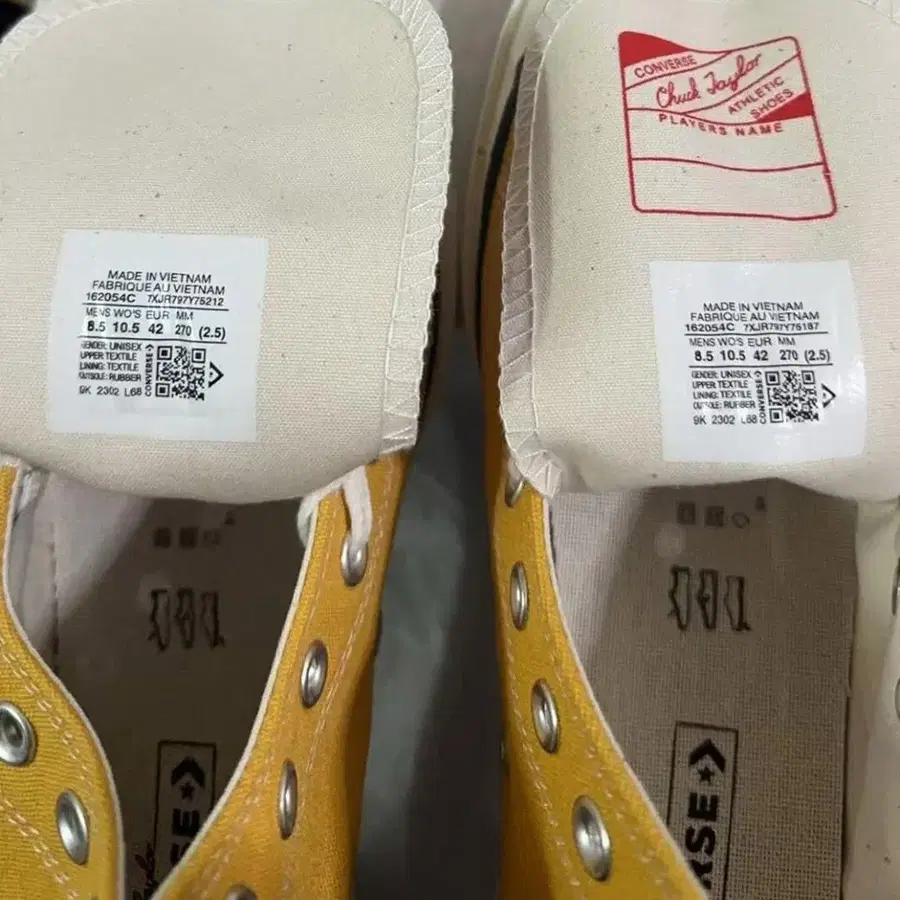 MADE IN VIETNAM
FABRIQUE AU VIETNAM
162054C 7XJR797Y75212
MENS WO'S EUR MM
8.5 10.5 42 270 (2.5)
GENDER: UNISEX
UPPER: TEXTILE
LINING: TEXTILE
OUTSOLE: RUBBER
CONVERSE
9K 2302 L68
CONVERSE
Chuck Taylor
ATHLETIC
SHOES
PLAYERS NAME
MADE IN VIETNAM
FABRIQUE AU VIETNAM
162054C 7XJR797Y75187
MENS WO'S EUR MM
8.5 10.5 42 270 (2.5)
GENDER: UNISEX
UPPER: TEXTILE
LINING: TEXTILE
OUTSOLE: RUBBER
CONVERSE
9K 2302 L68